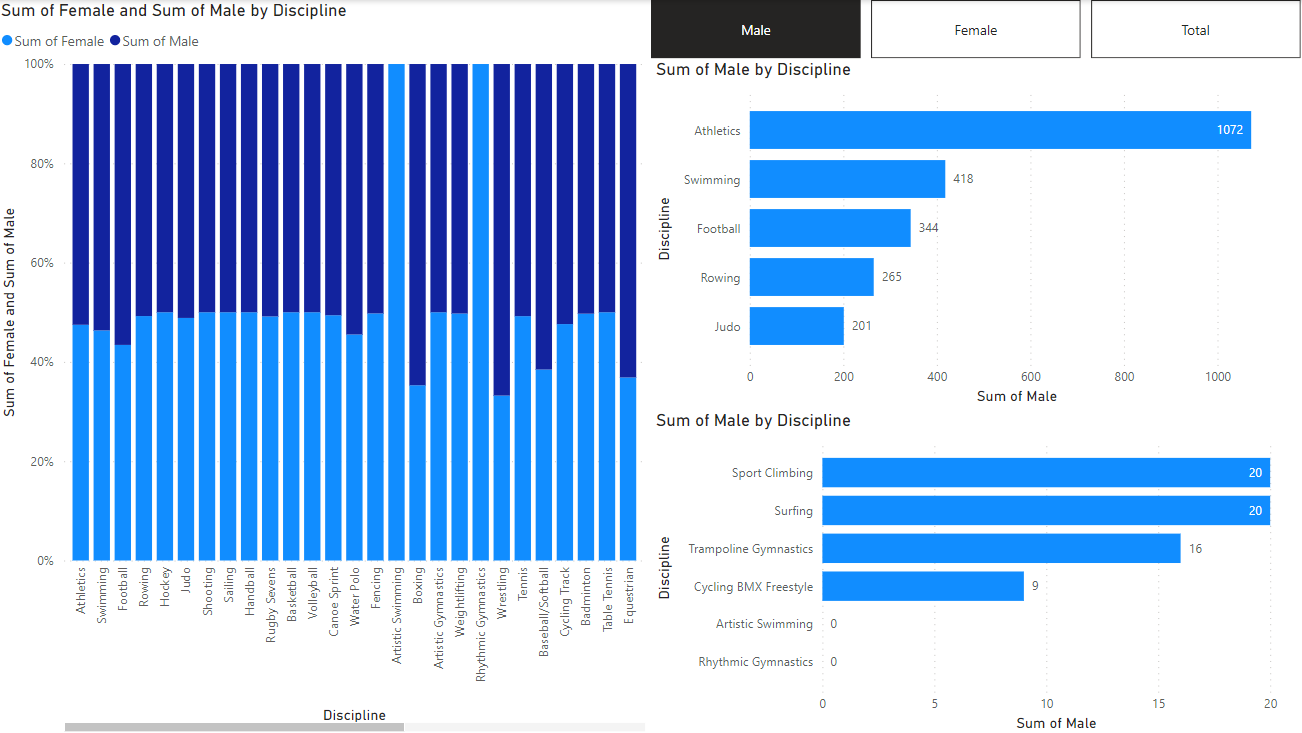 Sum of Female and Sum of Male by Discipline
Sum of Female Sum of Male
Sum of Female and Sum of Male
100%
80%
60%
40%
20%
0%
Athletics
Swimming
Football
Rowing
Hockey
Judo
Shooting
Sailing
Handball
Rugby Sevens
Basketball
Volleyball
Canoe Sprint
Water Polo
Fencing
Artistic Swimming
Boxing
Artistic Gymnastics
Weightlifting
Rhythmic Gymnastics
Wrestling
Tennis
Baseball/Softball
Cycling Track
Badminton
Table Tennis
Equestrian
Discipline
Male Female Total
Sum of Male by Discipline
Discipline
Athletics 1072
Swimming 418
Football 344
Rowing 265
Judo 201
0 200 400 600 800 1000
Sum of Male
Sum of Male by Discipline
Discipline
Sport Climbing 20
Surfing 20
Trampoline Gymnastics 16
Cycling BMX Freestyle 9
Artistic Swimming 0
Rhythmic Gymnastics 0
0 5 10 15 20
Sum of Male